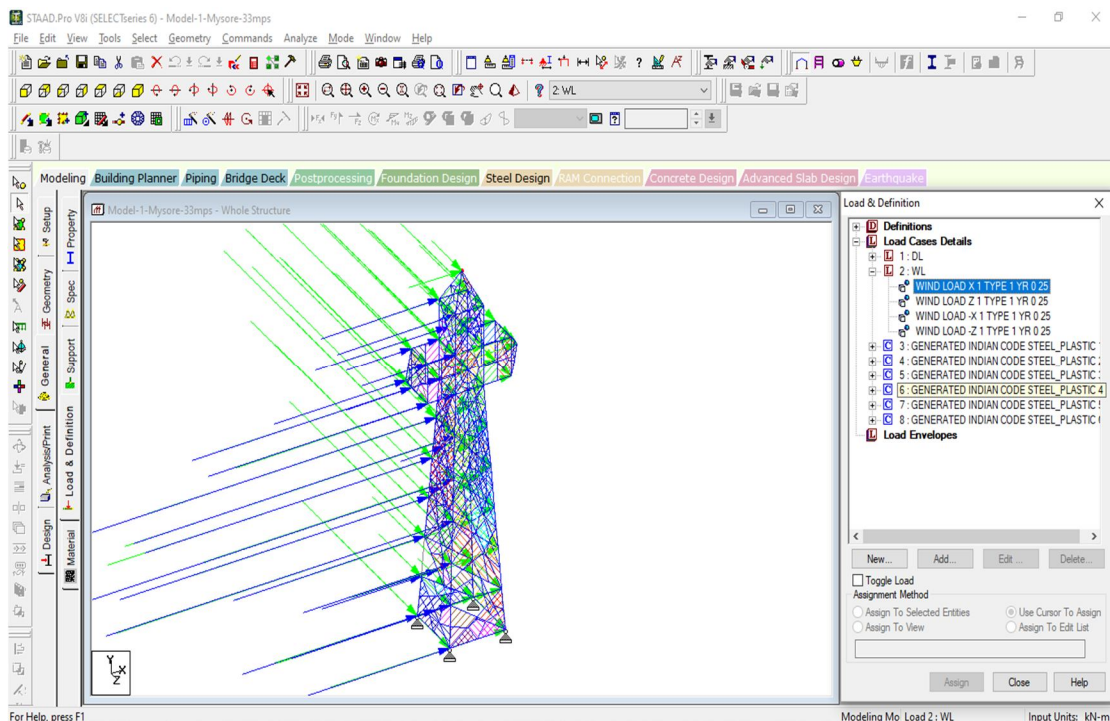 STAAD.Pro V8i (SELECTseries 6) - Model-1-Mysore-33mps
File Edit View Tools Select Geometry Commands Analyze Mode Window Help
2: WL
Modeling Building Planner Piping Bridge Deck Postprocessing Foundation Design Steel Design RAM Connection Concrete Design Advanced Slab Design Earthquake
Setup
Geometry
General
Analysis/Print
Design
Property
Spec
Support
Load & Definition
Material
Model-1-Mysore-33mps - Whole Structure
Y
X
Z
Load & Definition
Definitions
Load Cases Details
1 : DL
2 : WL
WIND LOAD X 1 TYPE 1 YR 0 25
WIND LOAD Z 1 TYPE 1 YR 0 25
WIND LOAD -X 1 TYPE 1 YR 0 25
WIND LOAD -Z 1 TYPE 1 YR 0 25
3 : GENERATED INDIAN CODE STEEL_PLASTIC
4 : GENERATED INDIAN CODE STEEL_PLASTIC
5 : GENERATED INDIAN CODE STEEL_PLASTIC
6 : GENERATED INDIAN CODE STEEL_PLASTIC 4
7 : GENERATED INDIAN CODE STEEL_PLASTIC
8 : GENERATED INDIAN CODE STEEL_PLASTIC
Load Envelopes
New... Add... Edit ... Delete...
Toggle Load
Assignment Method
Assign To Selected Entities Use Cursor To Assign
Assign To View Assign To Edit List
Assign Close Help
For Help, press F1 Modeling Mo Load 2 : WL Input Units: kN-m